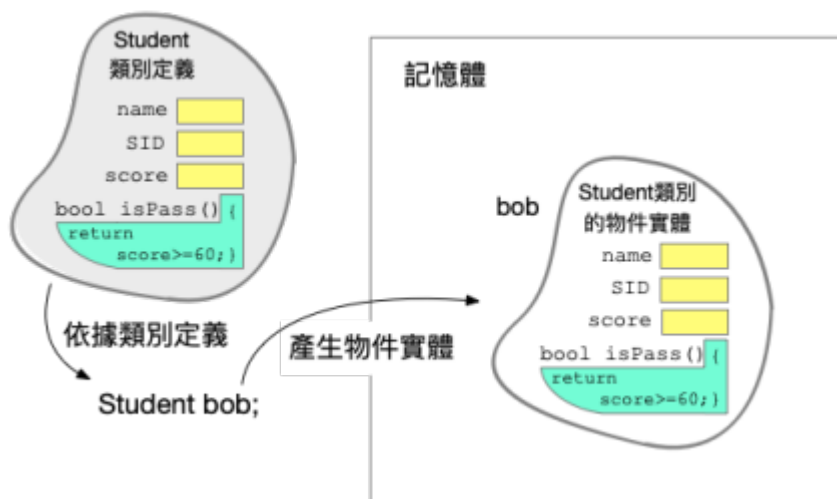 Student
類別定義
name
SID
score
bool isPass() {
return
score>=60;}
依據類別定義
Student bob;
產生物件實體
記憶體
bob
Student類別
的物件實體
name
SID
score
bool isPass() {
return
score>=60;}